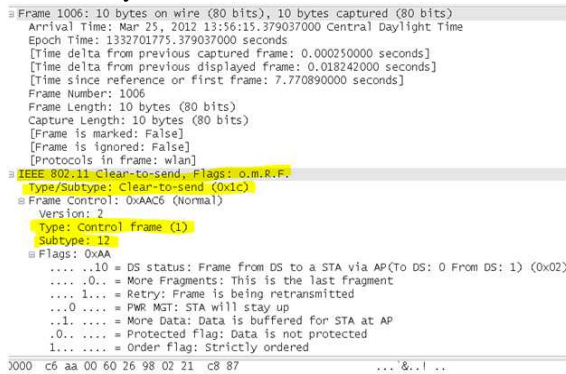 Frame 1006: 10 bytes on wire (80 bits), 10 bytes captured (80 bits)
Arrival Time: Mar 25, 2012 13:56:15.379037000 Central Daylight Time
Epoch Time: 1332701775.379037000 seconds
[Time delta from previous captured frame: 0.000250000 seconds]
[Time delta from previous displayed frame: 0.018242000 seconds]
[Time since reference or first frame: 7.770890000 seconds]
Frame Number: 1006
Frame Length: 10 bytes (80 bits)
Capture Length: 10 bytes (80 bits)
[Frame is marked: False]
[Frame is ignored: False]
[Protocols in frame: wlan]
IEEE 802.11 Clear-to-send, Flags: o.m.R.F.
Type/Subtype: Clear-to-send (0x1c)
Frame Control: 0xAAC6 (Normal)
Version: 2
Type: Control frame (1)
Subtype: 12
Flags: 0xAA
.... ..10 = DS status: Frame from DS to a STA via AP(To DS: 0 From DS: 1) (0x02)
.... .0.. = More Fragments: This is the last fragment
.... 1... = Retry: Frame is being retransmitted
...0 .... = PWR MGT: STA will stay up
..1. .... = More Data: Data is buffered for STA at AP
.0.. .... = Protected flag: Data is not protected
1... .... = Order flag: Strictly ordered
0000 c6 aa 00 60 26 98 02 21 c8 87 ...`&..! ..